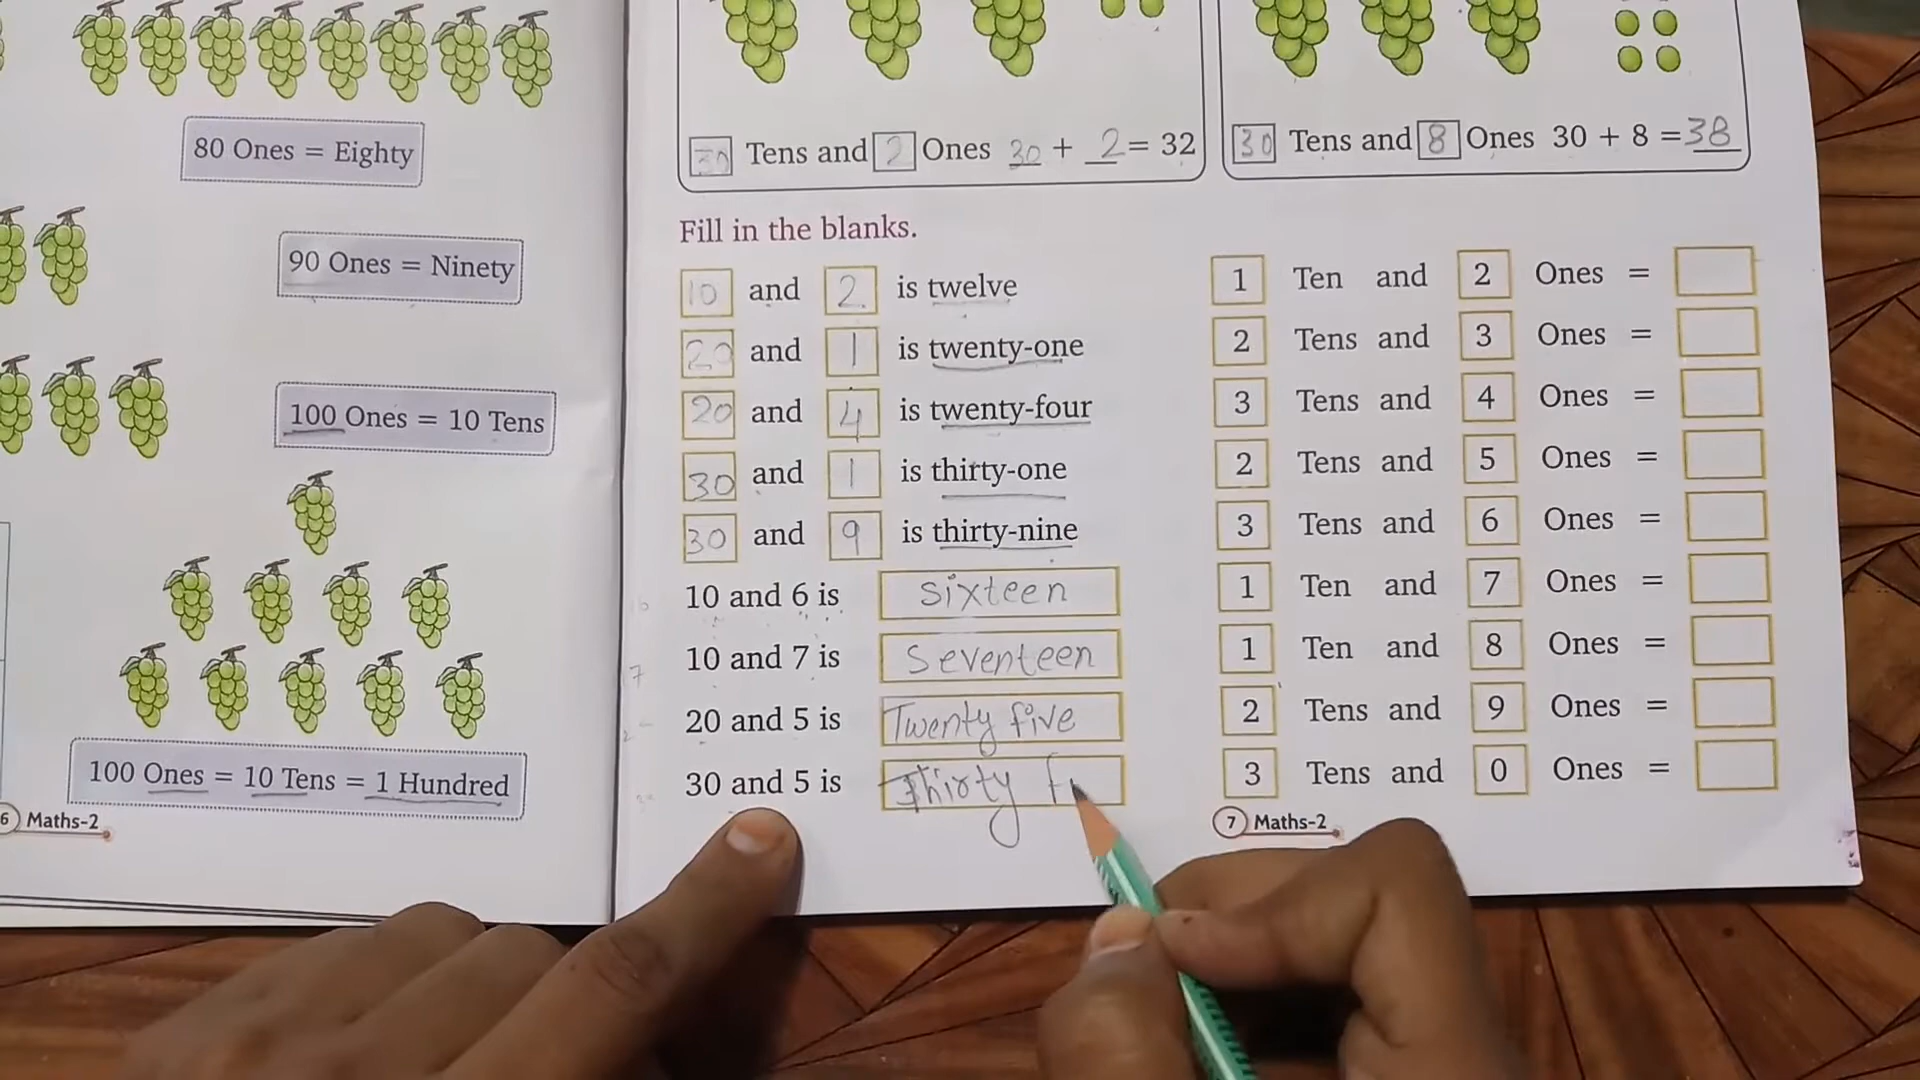 80 Ones = Eighty
90 Ones = Ninety
100 Ones = 10 Tens
100 Ones = 10 Tens = 1 Hundred
6 Maths-2
30 Tens and 2 Ones 30 + 2 = 32
30 Tens and 8 Ones 30 + 8 = 38
Fill in the blanks.
10 and 2 is twelve
20 and 1 is twenty-one
20 and 4 is twenty-four
30 and 1 is thirty-one
30 and 9 is thirty-nine
10 and 6 is sixteen
10 and 7 is Seventeen
20 and 5 is Twenty five
30 and 5 is Thirty
1 Ten and 2 Ones =
2 Tens and 3 Ones =
3 Tens and 4 Ones =
2 Tens and 5 Ones =
3 Tens and 6 Ones =
1 Ten and 7 Ones =
1 Ten and 8 Ones =
2 Tens and 9 Ones =
3 Tens and 0 Ones =
7 Maths-2